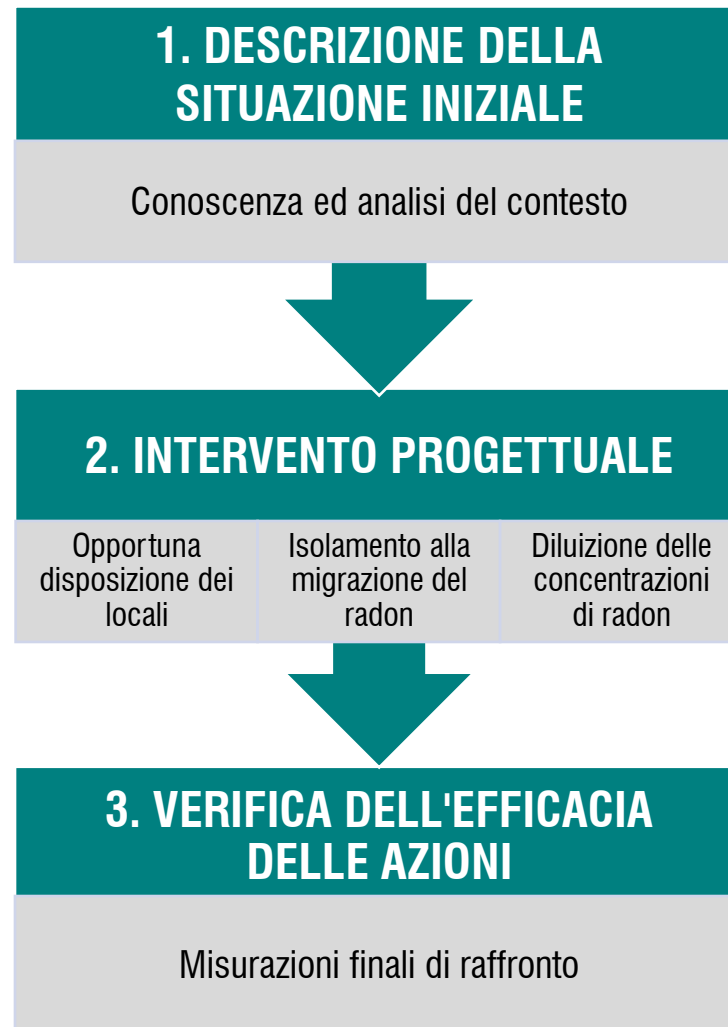 1. DESCRIZIONE DELLA
SITUAZIONE INIZIALE
Conoscenza ed analisi del contesto
2. INTERVENTO PROGETTUALE
Opportuna
disposizione dei
locali
Isolamento alla
migrazione del
radon
Diluizione delle
concentrazioni
di radon
3. VERIFICA DELL'EFFICACIA
DELLE AZIONI
Misurazioni finali di raffronto